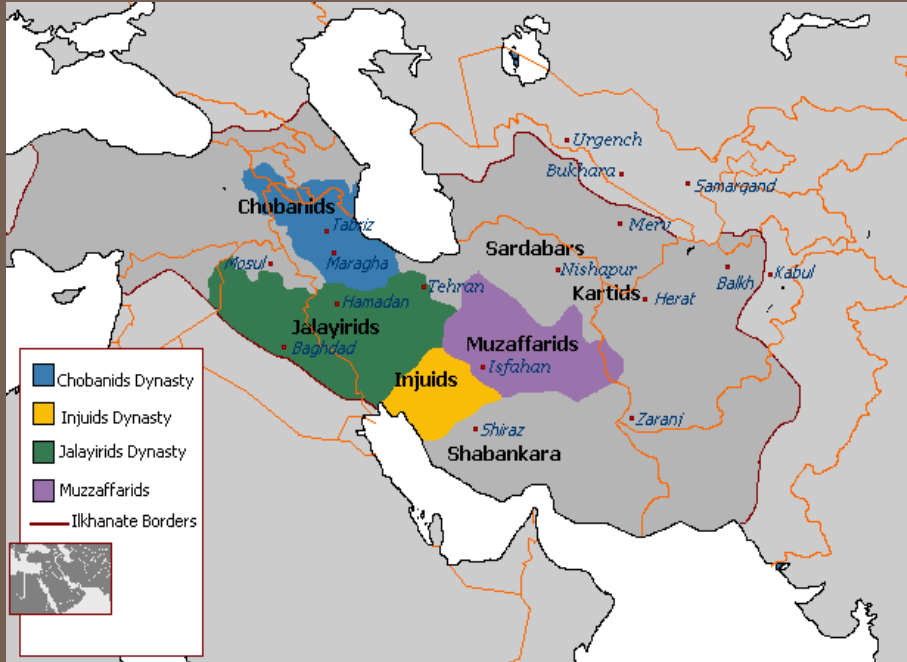 Urgench
Bukhara
Samarqand
Chobanids
Tabriz
Merv
Sardabars
Mosul
Maragha
Nishapur
Balkh
Kabul
Tehran
Kartids
Herat
Hamadan
Jalayirids
Baghdad
Muzaffarids
Isfahan
Injuids
Zaranj
Shiraz
Shabankara
Chobanids Dynasty
Injuids Dynasty
Jalayirids Dynasty
Muzzaffarids
Ilkhanate Borders